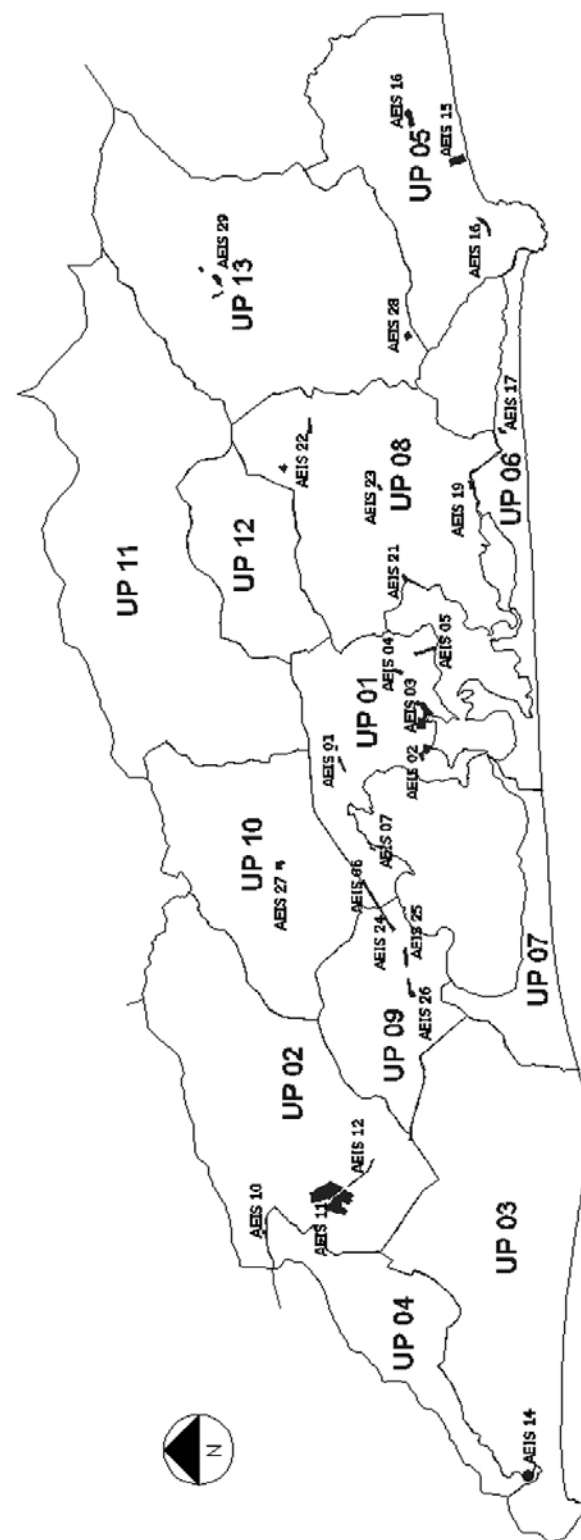 AEIS 16
UP 05
AEIS 15
AEIS 16
AEIS 29
UP 13
AEIS 28
AEIS 17
UP 06
AEIS 19
4
AEIS 22
AEIS 23
UP 08
AEIS 21
UP 11
UP 12
AEIS 05
AEIS 04
AEIS 03
UP 01
AEIS 02
AEIS 01
AEIS 07
AEIS 06
AEIS 24
AEIS 25
AEIS 26
UP 10
AEIS 27
UP 07
UP 09
UP 02
AEIS 12
AEIS 11
AEIS 10
UP 03
UP 04
AEIS 14
N